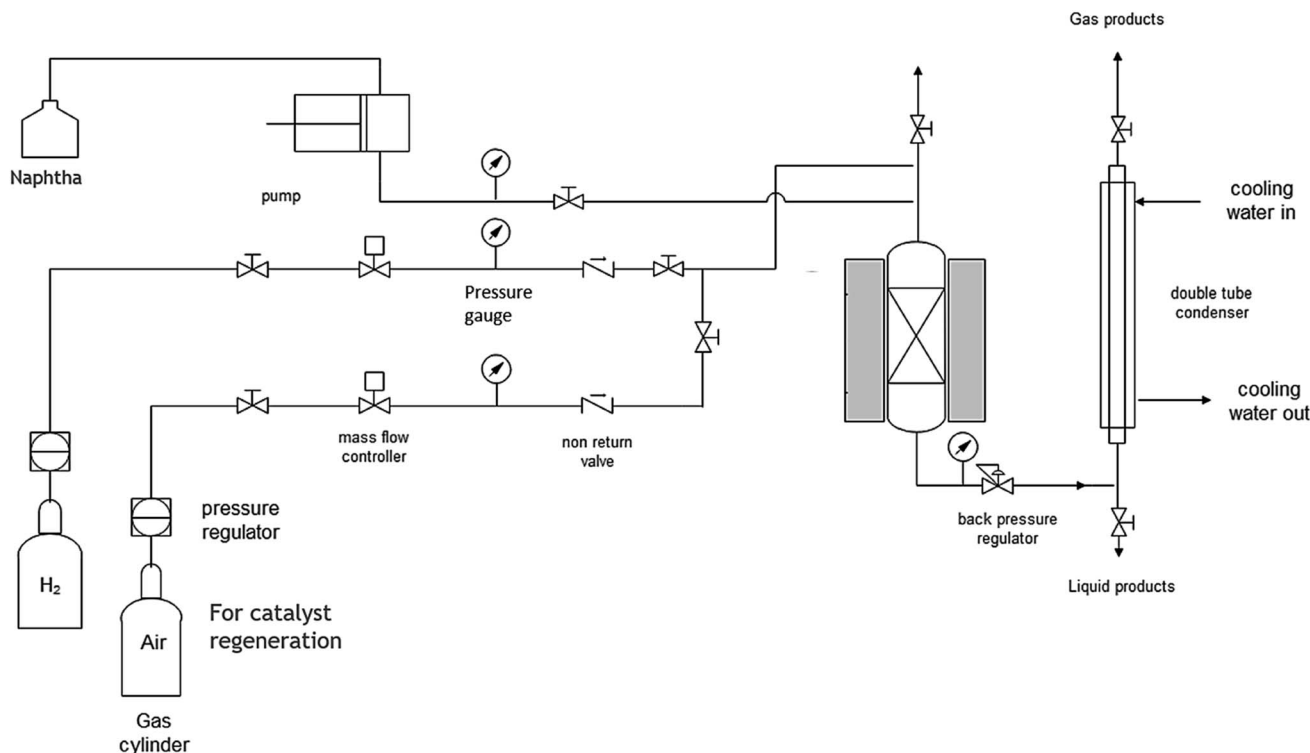 Gas products
Naphtha
pump
cooling
water in
Pressure
gauge
double tube
condenser
cooling
water out
mass flow
controller
non return
valve
pressure
regulator
back pressure
regulator
H₂
Liquid products
For catalyst
regeneration
Air
Gas
cylinder